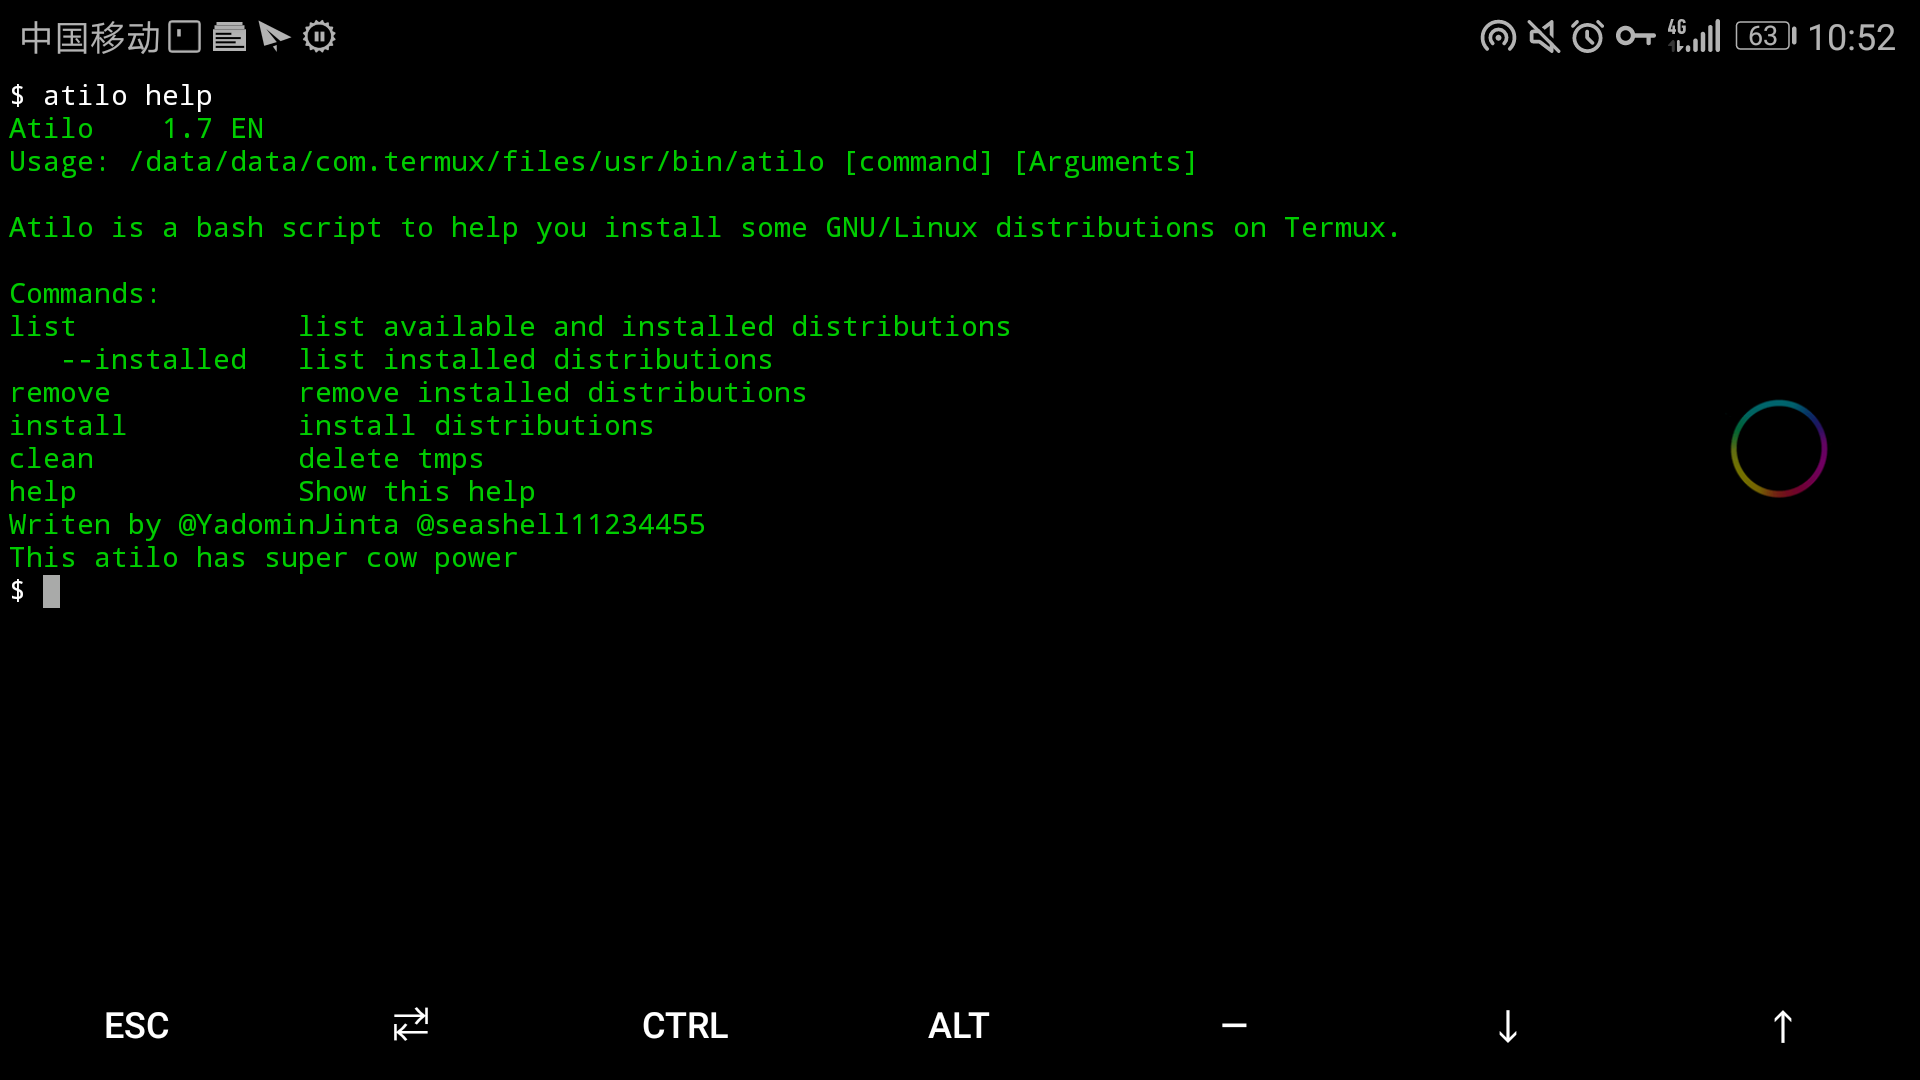 中国移动 4G 63 10:52
$ atilo help
Atilo    1.7 EN
Usage: /data/data/com.termux/files/usr/bin/atilo [command] [Arguments]
Atilo is a bash script to help you install some GNU/Linux distributions on Termux.
Commands:
list             list available and installed distributions
   --installed   list installed distributions
remove           remove installed distributions
install          install distributions
clean            delete tmps
help             Show this help
Writen by @YadominJinta @seashell11234455
This atilo has super cow power
$
ESC ⇄ CTRL ALT — ↓ ↑